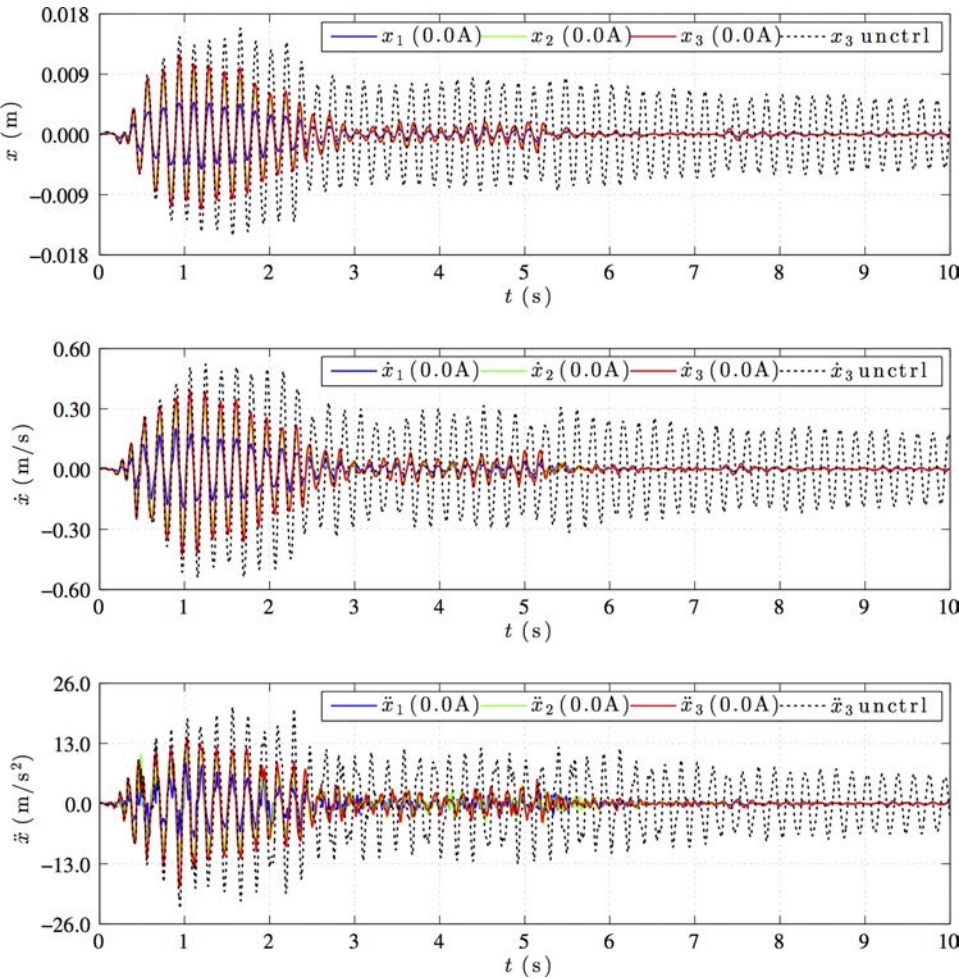 0.018
x₁ (0.0A) x₂ (0.0A) x₃ (0.0A) x₃ unctrl
0.009
0.000
−0.009
−0.018
x (m)
0 1 2 3 4 5 6 7 8 9 10
t (s)
0.60
ẋ₁ (0.0A) ẋ₂ (0.0A) ẋ₃ (0.0A) ẋ₃ unctrl
0.30
0.00
−0.30
−0.60
ẋ (m/s)
0 1 2 3 4 5 6 7 8 9 10
t (s)
26.0
ẍ₁ (0.0A) ẍ₂ (0.0A) ẍ₃ (0.0A) ẍ₃ unctrl
13.0
0.0
−13.0
−26.0
ẍ (m/s²)
0 1 2 3 4 5 6 7 8 9 10
t (s)